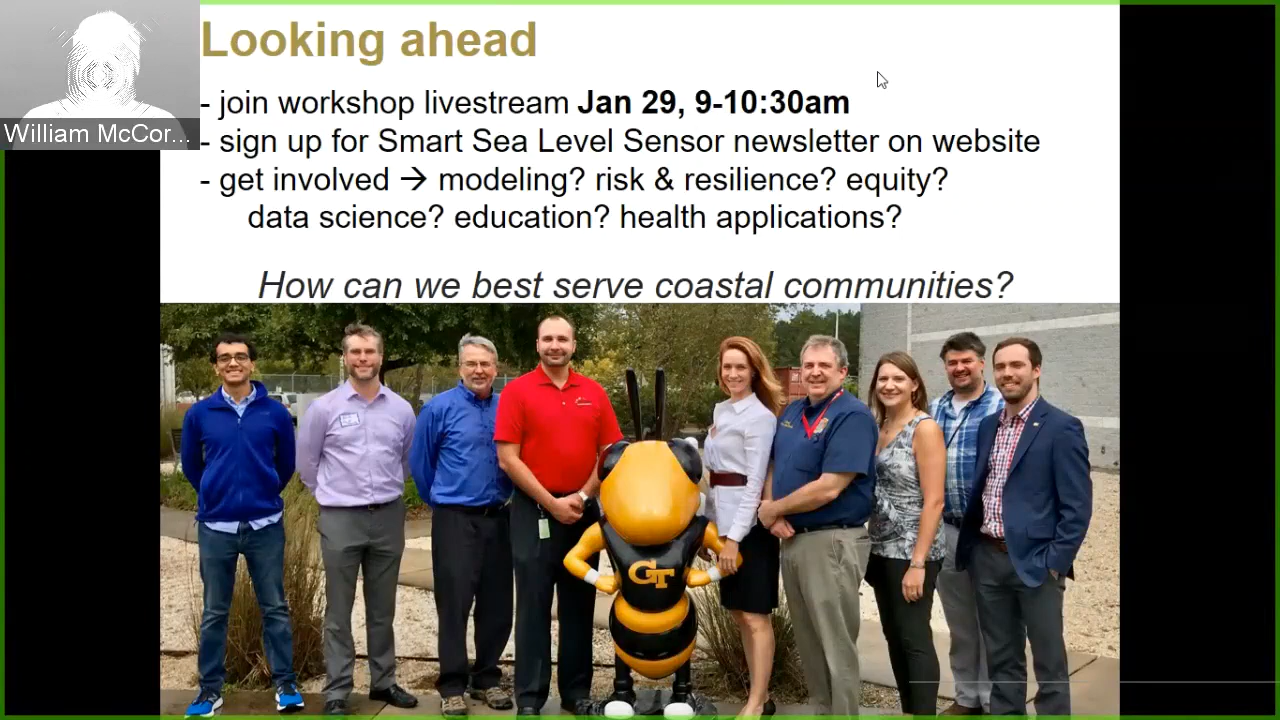 Looking ahead
- join workshop livestream Jan 29, 9-10:30am
William McCor...
- sign up for Smart Sea Level Sensor newsletter on website
- get involved → modeling? risk & resilience? equity?
data science? education? health applications?
How can we best serve coastal communities?
GT